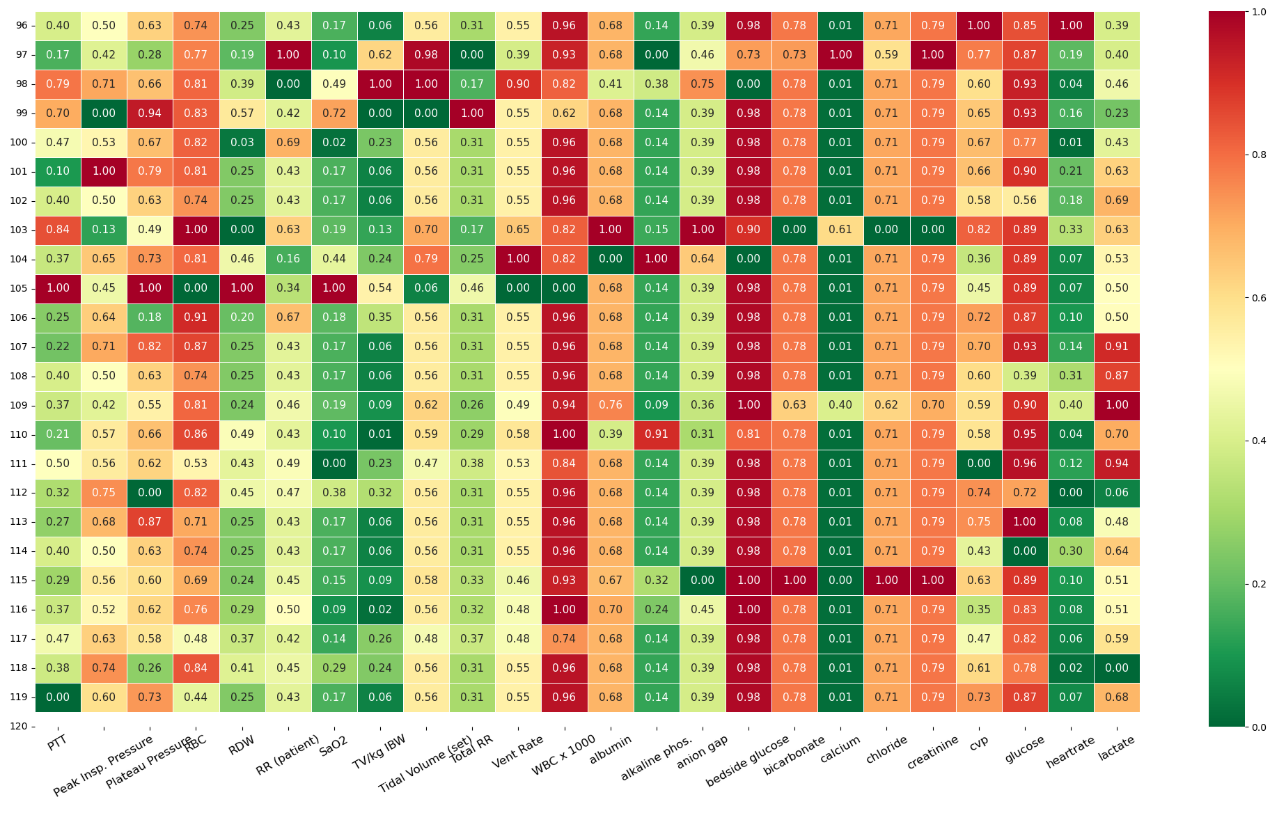 96 0.40 0.50 0.63 0.74 0.25 0.43 0.17 0.06 0.56 0.31 0.55 0.96 0.68 0.14 0.39 0.98 0.78 0.01 0.71 0.79 1.00 0.85 1.00 0.39
97 0.17 0.42 0.28 0.77 0.19 1.00 0.10 0.62 0.98 0.00 0.39 0.93 0.68 0.00 0.46 0.73 0.73 1.00 0.59 1.00 0.77 0.87 0.19 0.40
98 0.79 0.71 0.66 0.81 0.39 0.00 0.49 1.00 1.00 0.17 0.90 0.82 0.41 0.38 0.75 0.00 0.78 0.01 0.71 0.79 0.60 0.93 0.04 0.46
99 0.70 0.00 0.94 0.83 0.57 0.42 0.72 0.00 0.00 1.00 0.55 0.62 0.68 0.14 0.39 0.98 0.78 0.01 0.71 0.79 0.65 0.93 0.16 0.23
100 0.47 0.53 0.67 0.82 0.03 0.69 0.02 0.23 0.56 0.31 0.55 0.96 0.68 0.14 0.39 0.98 0.78 0.01 0.71 0.79 0.67 0.77 0.01 0.43
101 0.10 1.00 0.79 0.81 0.25 0.43 0.17 0.06 0.56 0.31 0.55 0.96 0.68 0.14 0.39 0.98 0.78 0.01 0.71 0.79 0.66 0.90 0.21 0.63
102 0.40 0.50 0.63 0.74 0.25 0.43 0.17 0.06 0.56 0.31 0.55 0.96 0.68 0.14 0.39 0.98 0.78 0.01 0.71 0.79 0.58 0.56 0.18 0.69
103 0.84 0.13 0.49 1.00 0.00 0.63 0.19 0.13 0.70 0.17 0.65 0.82 1.00 0.15 1.00 0.90 0.00 0.61 0.00 0.00 0.82 0.89 0.33 0.63
104 0.37 0.65 0.73 0.81 0.46 0.16 0.44 0.24 0.79 0.25 1.00 0.82 0.00 1.00 0.64 0.00 0.78 0.01 0.71 0.79 0.36 0.89 0.07 0.53
105 1.00 0.45 1.00 0.00 1.00 0.34 1.00 0.54 0.06 0.46 0.00 0.00 0.68 0.14 0.39 0.98 0.78 0.01 0.71 0.79 0.45 0.89 0.07 0.50
106 0.25 0.64 0.18 0.91 0.20 0.67 0.18 0.35 0.56 0.31 0.55 0.96 0.68 0.14 0.39 0.98 0.78 0.01 0.71 0.79 0.72 0.87 0.10 0.50
107 0.22 0.71 0.82 0.87 0.25 0.43 0.17 0.06 0.56 0.31 0.55 0.96 0.68 0.14 0.39 0.98 0.78 0.01 0.71 0.79 0.70 0.93 0.14 0.91
108 0.40 0.50 0.63 0.74 0.25 0.43 0.17 0.06 0.56 0.31 0.55 0.96 0.68 0.14 0.39 0.98 0.78 0.01 0.71 0.79 0.60 0.39 0.31 0.87
109 0.37 0.42 0.55 0.81 0.24 0.46 0.19 0.09 0.62 0.26 0.49 0.94 0.76 0.09 0.36 1.00 0.63 0.40 0.62 0.70 0.59 0.90 0.40 1.00
110 0.21 0.57 0.66 0.86 0.49 0.43 0.10 0.01 0.59 0.29 0.58 1.00 0.39 0.91 0.31 0.81 0.78 0.01 0.71 0.79 0.58 0.95 0.04 0.70
111 0.50 0.56 0.62 0.53 0.43 0.49 0.00 0.23 0.47 0.38 0.53 0.84 0.68 0.14 0.39 0.98 0.78 0.01 0.71 0.79 0.00 0.96 0.12 0.94
112 0.32 0.75 0.00 0.82 0.45 0.47 0.38 0.32 0.56 0.31 0.55 0.96 0.68 0.14 0.39 0.98 0.78 0.01 0.71 0.79 0.74 0.72 0.00 0.06
113 0.27 0.68 0.87 0.71 0.25 0.43 0.17 0.06 0.56 0.31 0.55 0.96 0.68 0.14 0.39 0.98 0.78 0.01 0.71 0.79 0.75 1.00 0.08 0.48
114 0.40 0.50 0.63 0.74 0.25 0.43 0.17 0.06 0.56 0.31 0.55 0.96 0.68 0.14 0.39 0.98 0.78 0.01 0.71 0.79 0.43 0.00 0.30 0.64
115 0.29 0.56 0.60 0.69 0.24 0.45 0.15 0.09 0.58 0.33 0.46 0.93 0.67 0.32 0.00 1.00 1.00 0.00 1.00 1.00 0.63 0.89 0.10 0.51
116 0.37 0.52 0.62 0.76 0.29 0.50 0.09 0.02 0.56 0.32 0.48 1.00 0.70 0.24 0.45 1.00 0.78 0.01 0.71 0.79 0.35 0.83 0.08 0.51
117 0.47 0.63 0.58 0.48 0.37 0.42 0.14 0.26 0.48 0.37 0.48 0.74 0.68 0.14 0.39 0.98 0.78 0.01 0.71 0.79 0.47 0.82 0.06 0.59
118 0.38 0.74 0.26 0.84 0.41 0.45 0.29 0.24 0.56 0.31 0.55 0.96 0.68 0.14 0.39 0.98 0.78 0.01 0.71 0.79 0.61 0.78 0.02 0.00
119 0.00 0.60 0.73 0.44 0.25 0.43 0.17 0.06 0.56 0.31 0.55 0.96 0.68 0.14 0.39 0.98 0.78 0.01 0.71 0.79 0.73 0.87 0.07 0.68
120
PTT
Peak Insp. Pressure
Plateau Pressure
RBC
RDW
RR (patient)
SaO2
TV/kg IBW
Tidal Volume (set)
Total RR
Vent Rate
WBC x 1000
albumin
alkaline phos.
anion gap
bedside glucose
bicarbonate
calcium
chloride
creatinine
cvp
glucose
heartrate
lactate
1.0
0.8
0.6
0.4
0.2
0.0